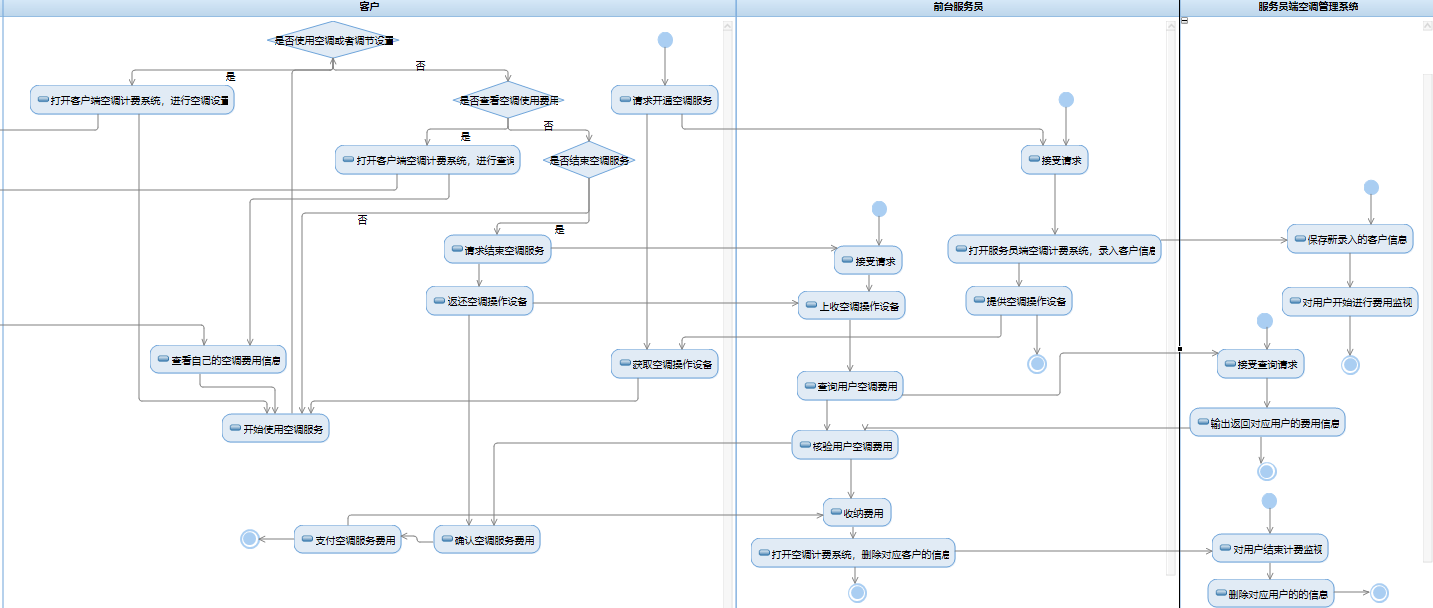 客户
前台服务员
服务员端空调管理系统
是否使用空调或者调节设置
是
否
打开客户端空调计费系统，进行空调设置
是否查看空调使用费用
请求开通空调服务
是
否
打开客户端空调计费系统，进行查询
是否结束空调服务
接受请求
否
是
请求结束空调服务
接受请求
打开服务员端空调计费系统，录入客户信息
保存新录入的客户信息
返还空调操作设备
上收空调操作设备
提供空调操作设备
对用户开始进行费用监视
查看自己的空调费用信息
获取空调操作设备
接受查询请求
查询用户空调费用
开始使用空调服务
输出返回对应用户的费用信息
核验用户空调费用
收纳费用
支付空调服务费用
确认空调服务费用
打开空调计费系统，删除对应客户的信息
对用户结束计费监视
删除对应用户的的信息